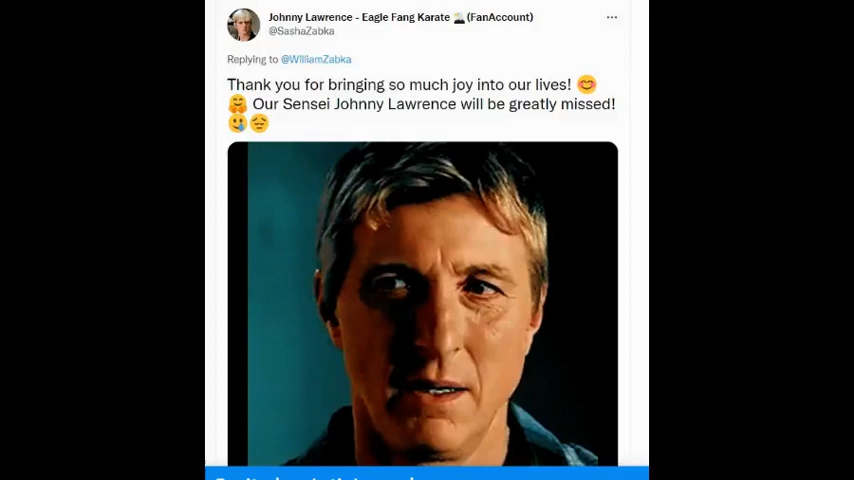 Johnny Lawrence - Eagle Fang Karate (FanAccount)
@SashaZabka
Replying to @WilliamZabka
Thank you for bringing so much joy into our lives! 😊
🤗 Our Sensei Johnny Lawrence will be greatly missed!
🥲😔